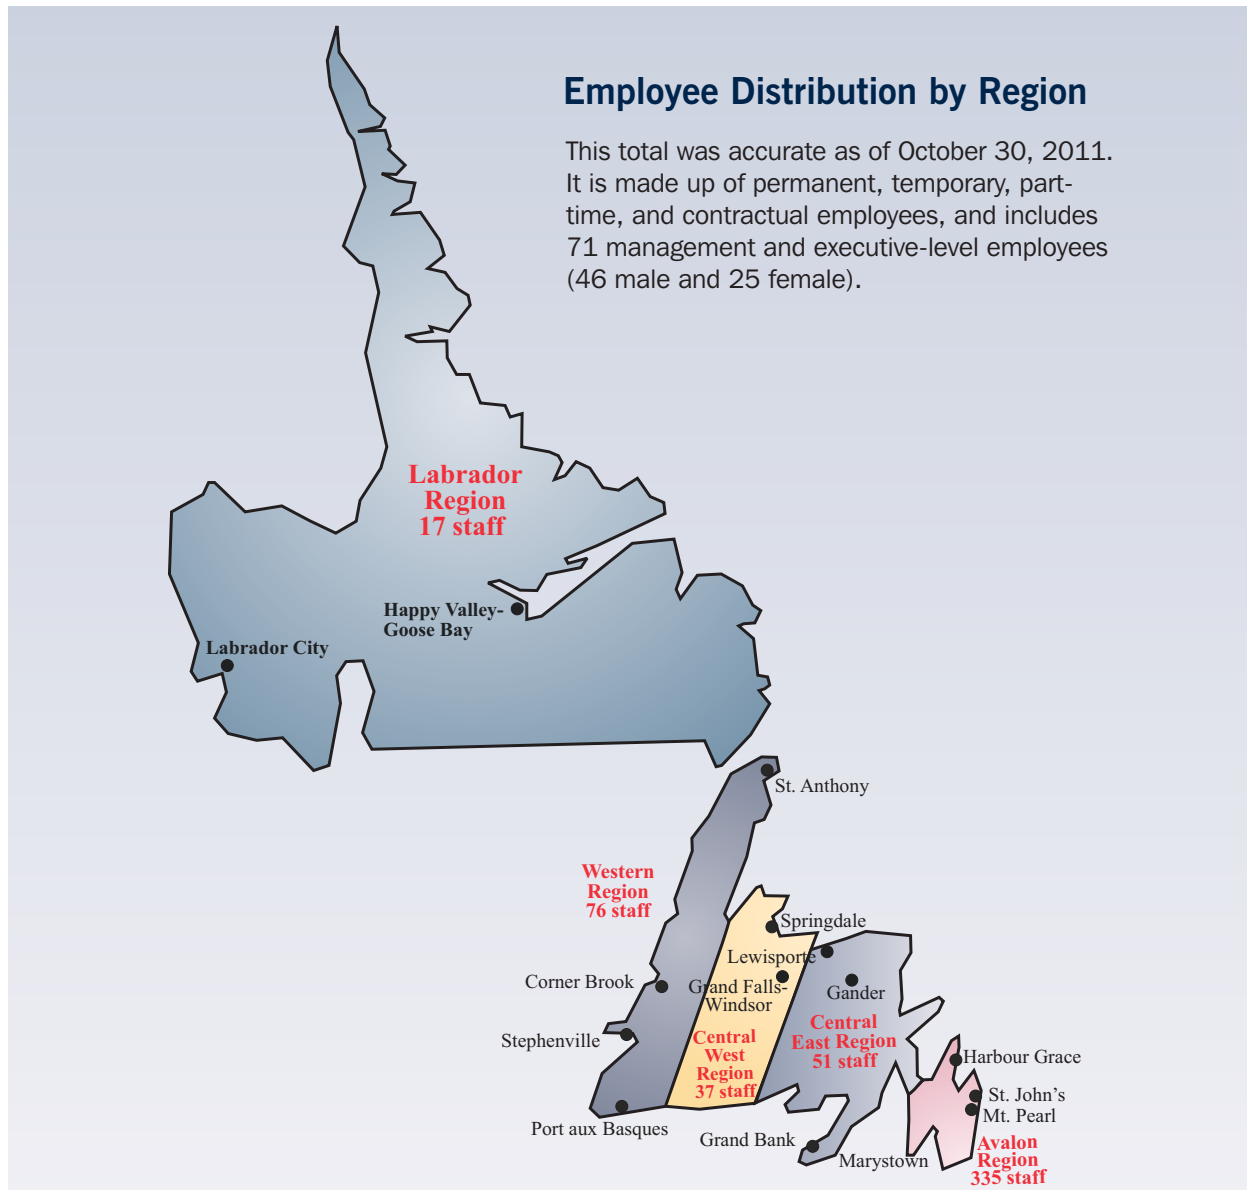 Employee Distribution by Region
This total was accurate as of October 30, 2011.
It is made up of permanent, temporary, part-
time, and contractual employees, and includes
71 management and executive-level employees
(46 male and 25 female).
Labrador
Region
17 staff
Happy Valley-
Goose Bay
Labrador City
St. Anthony
Western
Region
76 staff
Springdale
Lewisporte
Corner Brook
Grand Falls-
Windsor
Gander
Stephenville
Central
West
Region
37 staff
Central
East Region
51 staff
Harbour Grace
St. John's
Mt. Pearl
Port aux Basques
Grand Bank
Marystown
Avalon
Region
335 staff